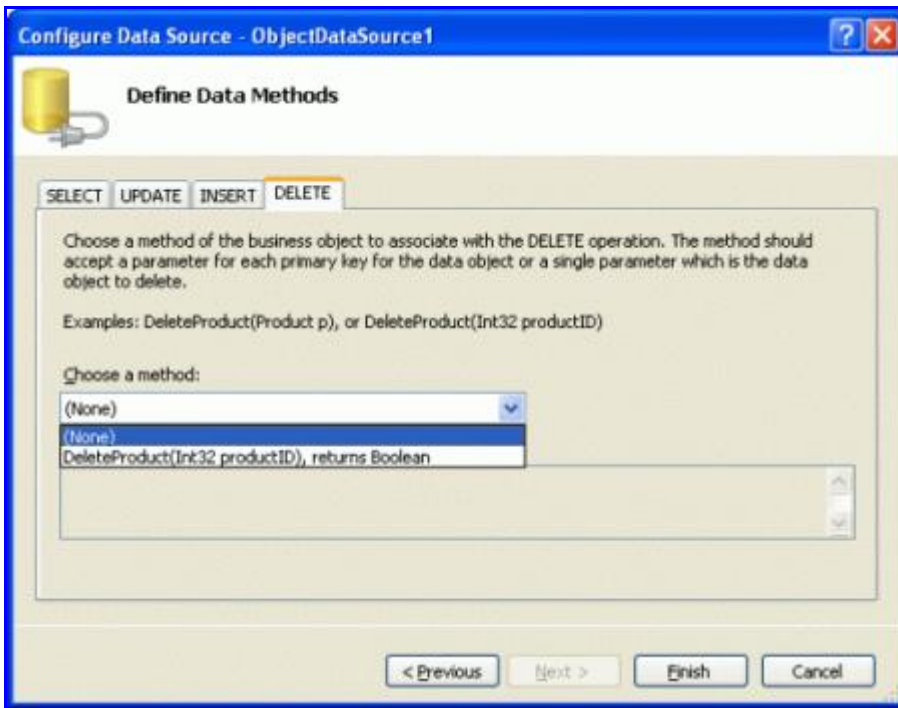 Configure Data Source - ObjectDataSource1
Define Data Methods
SELECT UPDATE INSERT DELETE
Choose a method of the business object to associate with the DELETE operation. The method should
accept a parameter for each primary key for the data object or a single parameter which is the data
object to delete.
Examples: DeleteProduct(Product p), or DeleteProduct(Int32 productID)
Choose a method:
(None)
(None)
DeleteProduct(Int32 productID), returns Boolean
< Previous Next > Finish Cancel